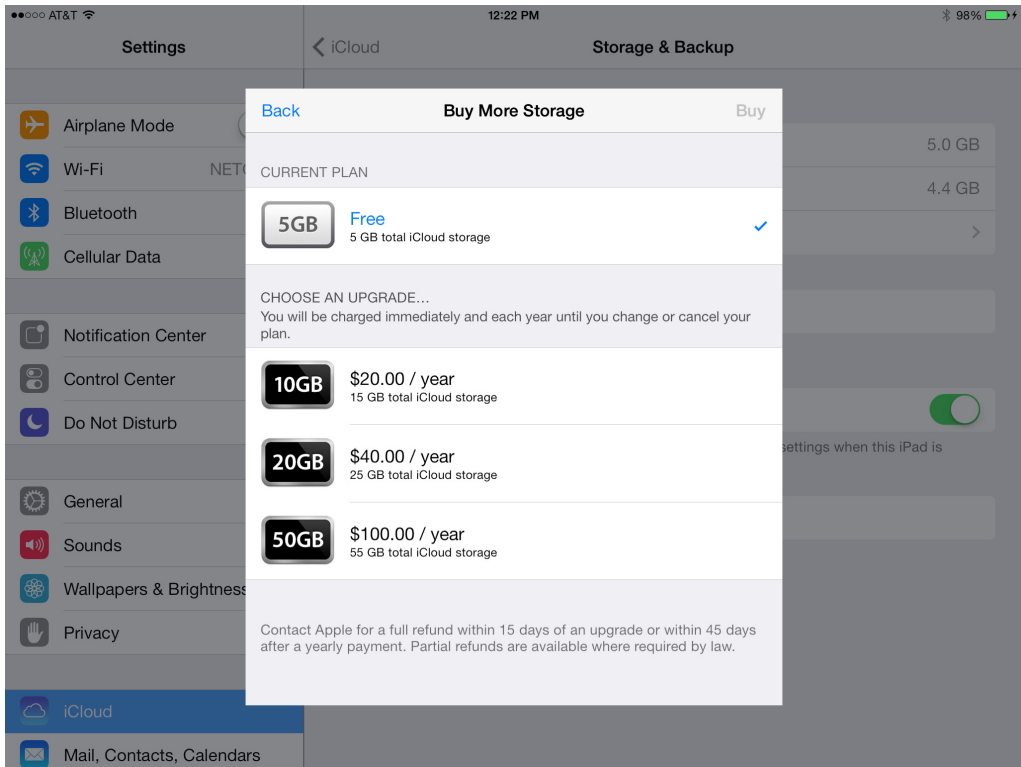 AT&T
12:22 PM
98%
Settings
iCloud
Storage & Backup
Airplane Mode
Wi-Fi
Bluetooth
Cellular Data
Notification Center
Control Center
Do Not Disturb
General
Sounds
Wallpapers & Brightness
Privacy
iCloud
Mail, Contacts, Calendars
Back
Buy More Storage
Buy
CURRENT PLAN
5GB
Free
5 GB total iCloud storage
CHOOSE AN UPGRADE...
You will be charged immediately and each year until you change or cancel your
plan.
10GB
$20.00 / year
15 GB total iCloud storage
20GB
$40.00 / year
25 GB total iCloud storage
50GB
$100.00 / year
55 GB total iCloud storage
Contact Apple for a full refund within 15 days of an upgrade or within 45 days
after a yearly payment. Partial refunds are available where required by law.
5.0 GB
4.4 GB
settings when this iPad is